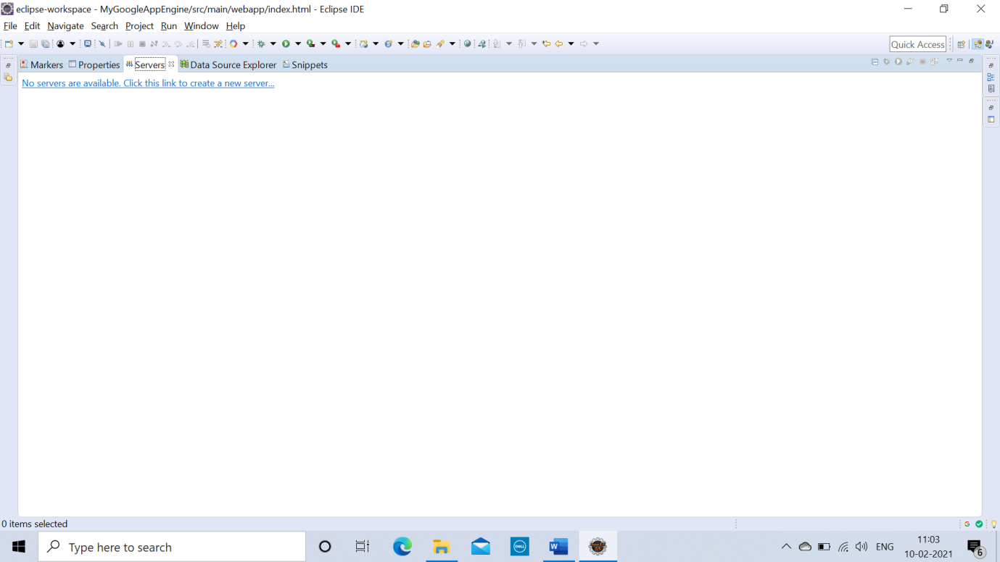 eclipse-workspace - MyGoogleAppEngine/src/main/webapp/index.html - Eclipse IDE
File Edit Navigate Search Project Run Window Help
Quick Access
Markers Properties Servers Data Source Explorer Snippets
No servers are available. Click this link to create a new server...
0 items selected
Type here to search
DELL
W
ENG
11:03
10-02-2021
6